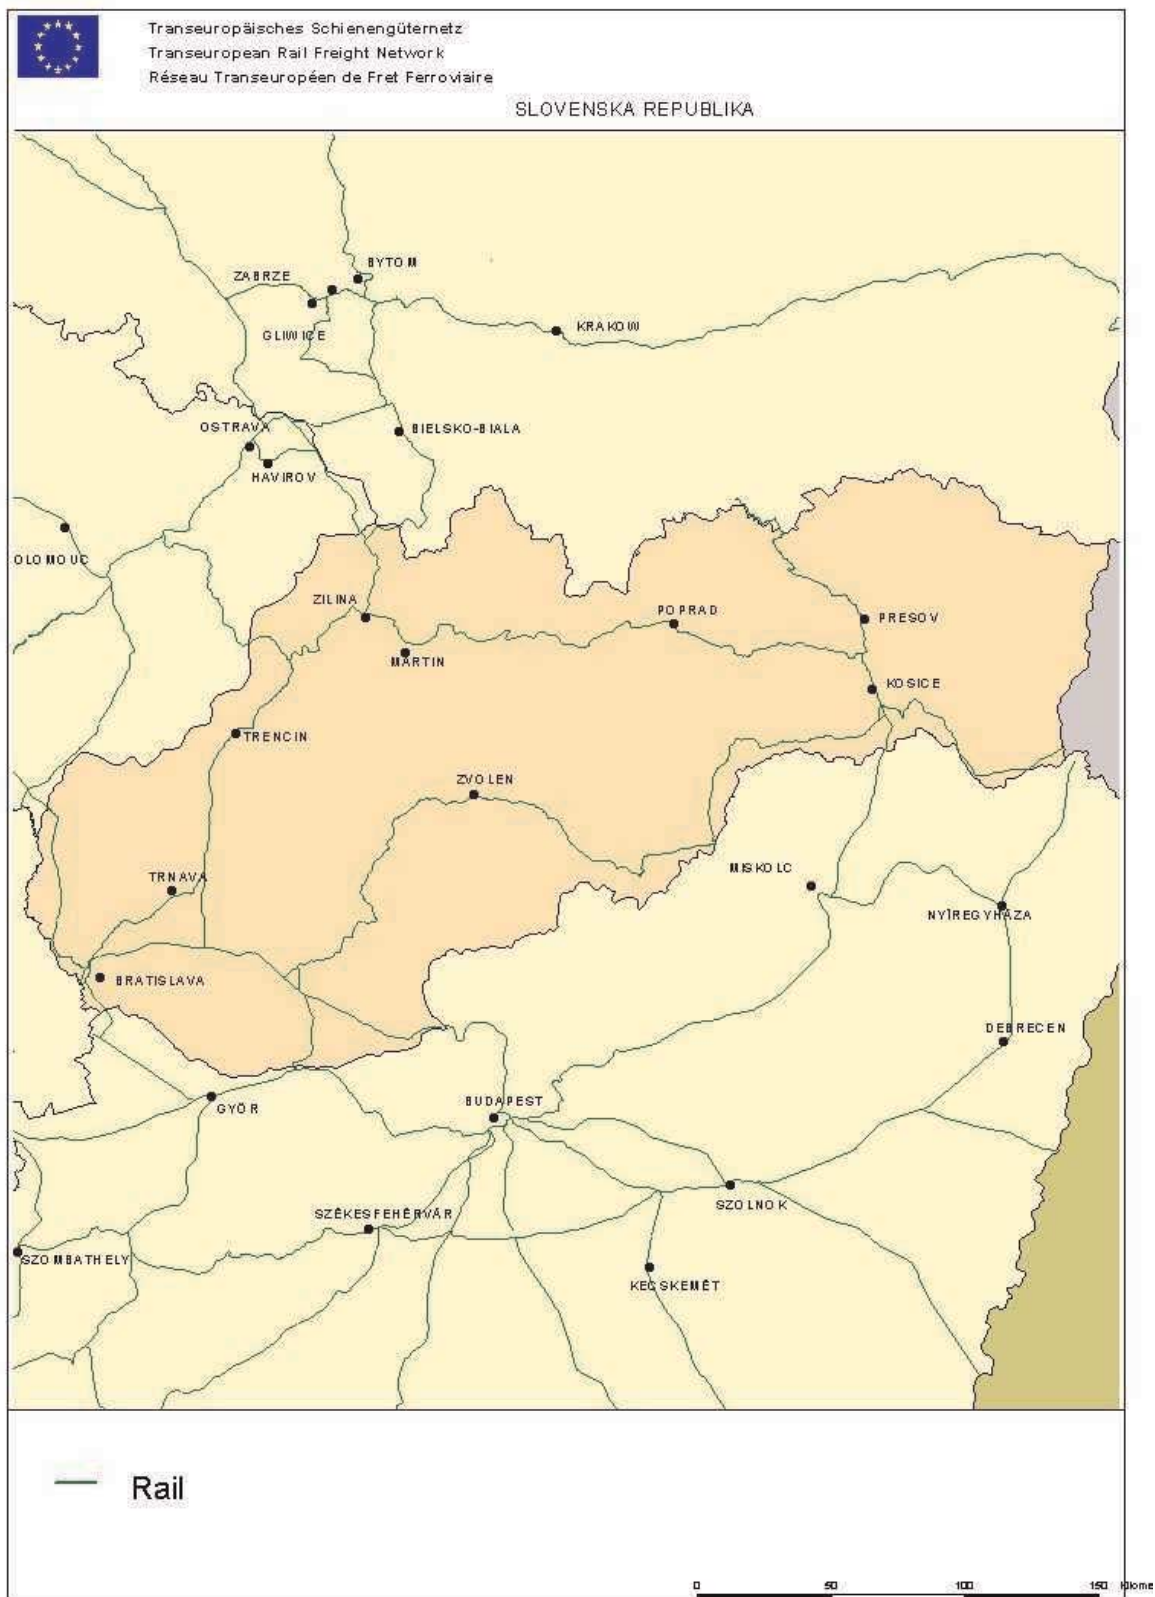 Transeuropäisches Schienengüternetz
Transeuropean Rail Freight Network
Réseau Transeuropéen de Fret Ferroviaire
SLOVENSKA REPUBLIKA
BYTOM
ZABRZE
KRAKOW
GLIWICE
OSTRAVA
BIELSKO-BIALA
HAVIROV
OLOMOUC
ZILINA
POPRAD
PRESOV
MARTIN
KOSICE
TRENCIN
ZVOLEN
MISKOLC
TRNAVA
NYÍREGYHÁZA
BRATISLAVA
DEBRECEN
BUDAPEST
GYÖR
SZOLNOK
SZÉKESFEHÉRVÁR
SZOMBATHELY
KECSKEMÉT
Rail
0 50 100 150 Kilome